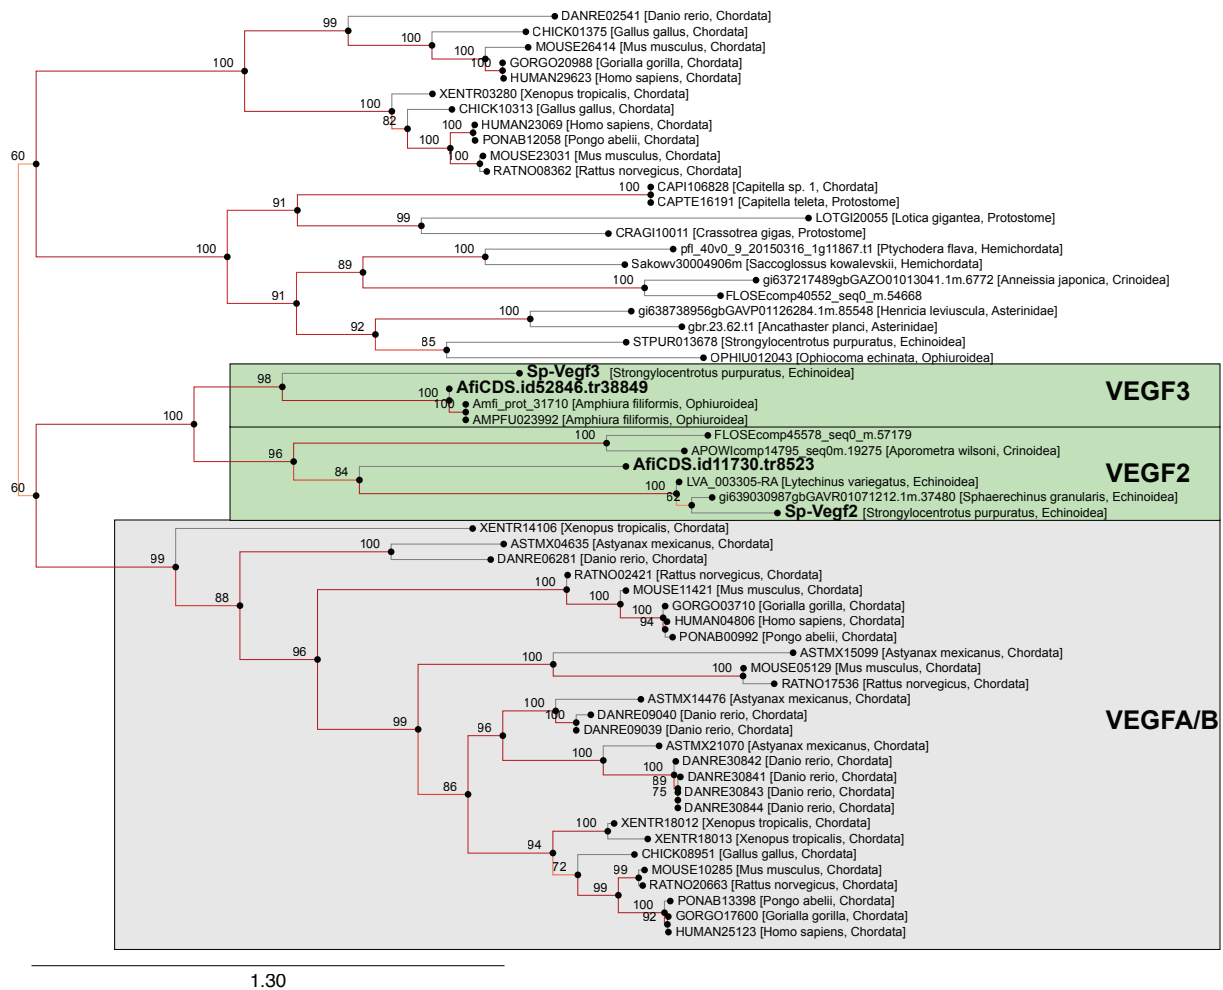 DANRE02541 [Danio rerio, Chordata]
99
CHICK01375 [Gallus gallus, Chordata]
100
MOUSE26414 [Mus musculus, Chordata]
100
GORGO20988 [Gorialla gorilla, Chordata]
100
HUMAN29623 [Homo sapiens, Chordata]
XENTR03280 [Xenopus tropicalis, Chordata]
100
CHICK10313 [Gallus gallus, Chordata]
82
HUMAN23069 [Homo sapiens, Chordata]
100
PONAB12058 [Pongo abelii, Chordata]
100
60
MOUSE23031 [Mus musculus, Chordata]
100
RATNO08362 [Rattus norvegicus, Chordata]
100 CAPI106828 [Capitella sp. 1, Chordata]
CAPTE16191 [Capitella teleta, Protostome]
91
LOTGI20055 [Lotica gigantea, Protostome]
99
CRAGI10011 [Crassotrea gigas, Protostome]
100
pfl_40v0_9_20150316_1g11867.t1 [Ptychodera flava, Hemichordata]
100
Sakowv30004906m [Saccoglossus kowalevskii, Hemichordata]
89
gi637217489gbGAZO01013041.1m.6772 [Anneissia japonica, Crinoidea]
100
FLOSEcomp40552_seq0_m.54668
91
gi638738956gbGAVP01126284.1m.85548 [Henricia leviuscula, Asterinidae]
100
gbr.23.62.t1 [Ancathaster planci, Asterinidae]
92
STPUR013678 [Strongylocentrotus purpuratus, Echinoidea]
85
OPHIU012043 [Ophiocoma echinata, Ophiuroidea]
Sp-Vegf3 [Strongylocentrotus purpuratus, Echinoidea]
98
VEGF3
AfiCDS.id52846.tr38849
100
Amfi_prot_31710 [Amphiura filiformis, Ophiuroidea]
AMPFU023992 [Amphiura filiformis, Ophiuroidea]
100
FLOSEcomp45578_seq0_m.57179
100
APOWIcomp14795_seq0m.19275 [Aporometra wilsoni, Crinoidea]
96
AfiCDS.id11730.tr8523
84
VEGF2
LVA_003305-RA [Lytechinus variegatus, Echinoidea]
100
60
gi639030987gbGAVR01071212.1m.37480 [Sphaerechinus granularis, Echinoidea]
62
Sp-Vegf2 [Strongylocentrotus purpuratus, Echinoidea]
XENTR14106 [Xenopus tropicalis, Chordata]
ASTMX04635 [Astyanax mexicanus, Chordata]
100
99
DANRE06281 [Danio rerio, Chordata]
RATNO02421 [Rattus norvegicus, Chordata]
100
MOUSE11421 [Mus musculus, Chordata]
88
100
GORGO03710 [Gorialla gorilla, Chordata]
100
HUMAN04806 [Homo sapiens, Chordata]
94
PONAB00992 [Pongo abelii, Chordata]
96
ASTMX15099 [Astyanax mexicanus, Chordata]
100
MOUSE05129 [Mus musculus, Chordata]
100
RATNO17536 [Rattus norvegicus, Chordata]
ASTMX14476 [Astyanax mexicanus, Chordata]
100
DANRE09040 [Danio rerio, Chordata]
100
VEGFA/B
99
DANRE09039 [Danio rerio, Chordata]
96
ASTMX21070 [Astyanax mexicanus, Chordata]
100
DANRE30842 [Danio rerio, Chordata]
100
DANRE30841 [Danio rerio, Chordata]
89
86
75 DANRE30843 [Danio rerio, Chordata]
DANRE30844 [Danio rerio, Chordata]
XENTR18012 [Xenopus tropicalis, Chordata]
100
XENTR18013 [Xenopus tropicalis, Chordata]
94
CHICK08951 [Gallus gallus, Chordata]
72
MOUSE10285 [Mus musculus, Chordata]
99
RATNO20663 [Rattus norvegicus, Chordata]
99
PONAB13398 [Pongo abelii, Chordata]
100
GORGO17600 [Gorialla gorilla, Chordata]
92
HUMAN25123 [Homo sapiens, Chordata]
1.30